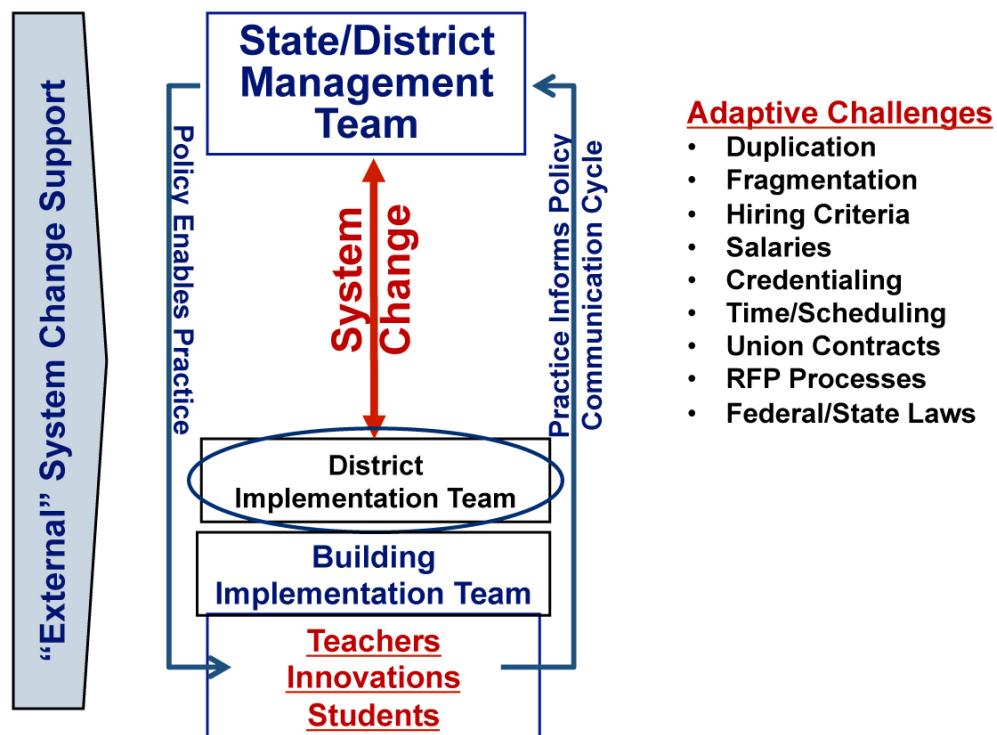 “External” System Change Support
State/District
Management
Team
Policy Enables Practice
System
Change
Practice Informs Policy
Communication Cycle
District
Implementation Team
Building
Implementation Team
Teachers
Innovations
Students
Adaptive Challenges
• Duplication
• Fragmentation
• Hiring Criteria
• Salaries
• Credentialing
• Time/Scheduling
• Union Contracts
• RFP Processes
• Federal/State Laws